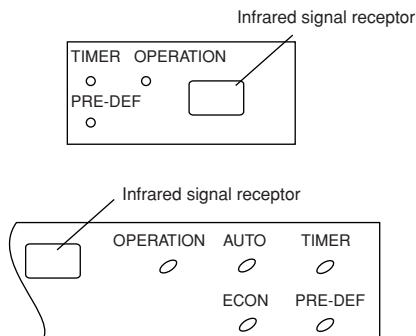 Infrared signal receptor
TIMER OPERATION
PRE-DEF
Infrared signal receptor
OPERATION AUTO TIMER
ECON PRE-DEF